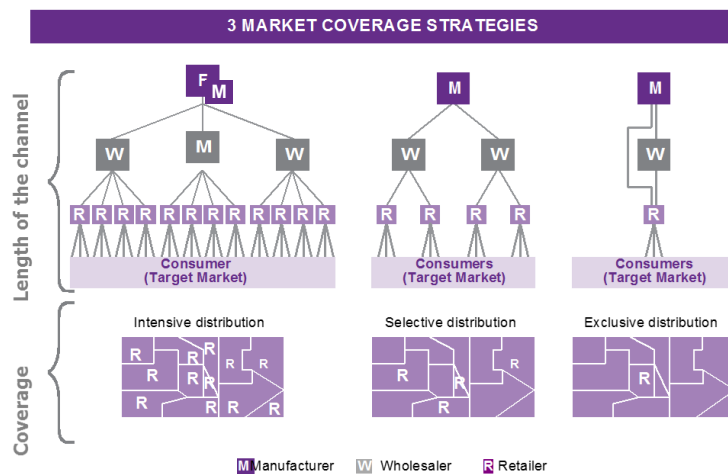 3 MARKET COVERAGE STRATEGIES
Length of the channel
F M
M
M
W M W
W W
W
R R R R R R R R R R R R
R R R R
R
Consumer
(Target Market)
Consumers
(Target Market)
Consumers
(Target Market)
Coverage
Intensive distribution
Selective distribution
Exclusive distribution
R R R R R R R R R R R R
R R R R
R
M Manufacturer
W Wholesaler
R Retailer